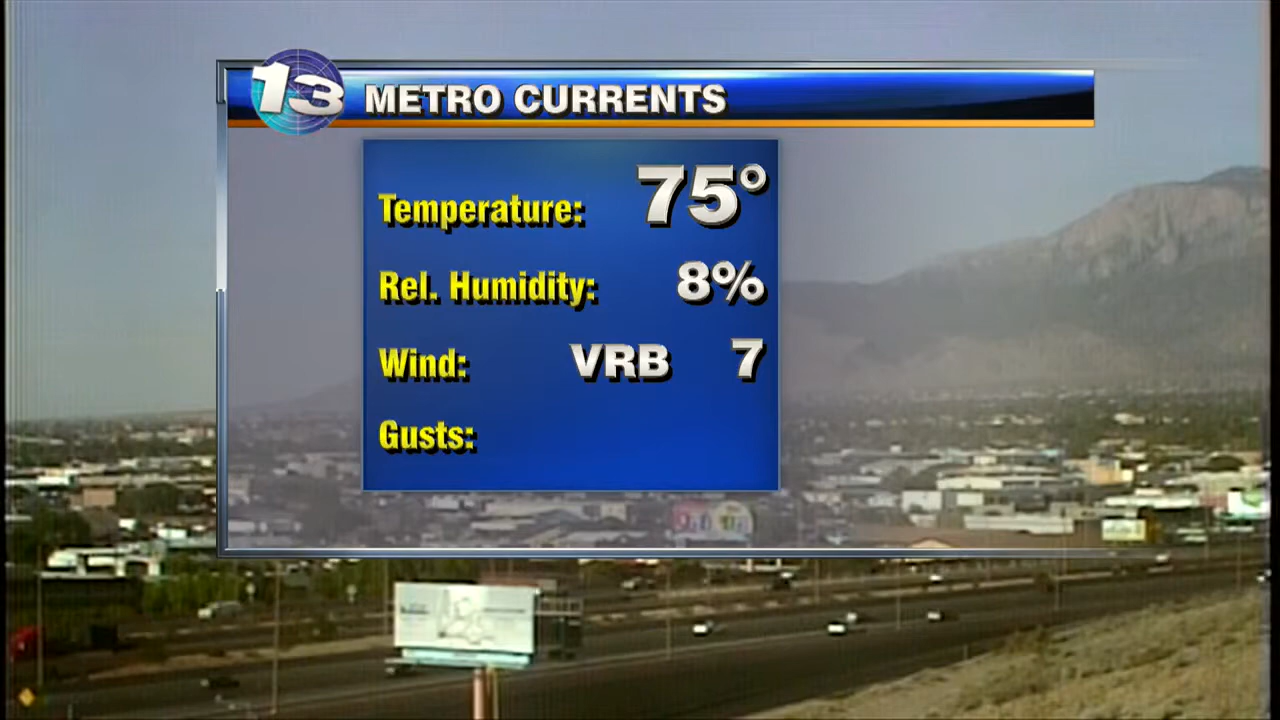 13 METRO CURRENTS
Temperature: 75°
Rel. Humidity: 8%
Wind: VRB 7
Gusts: